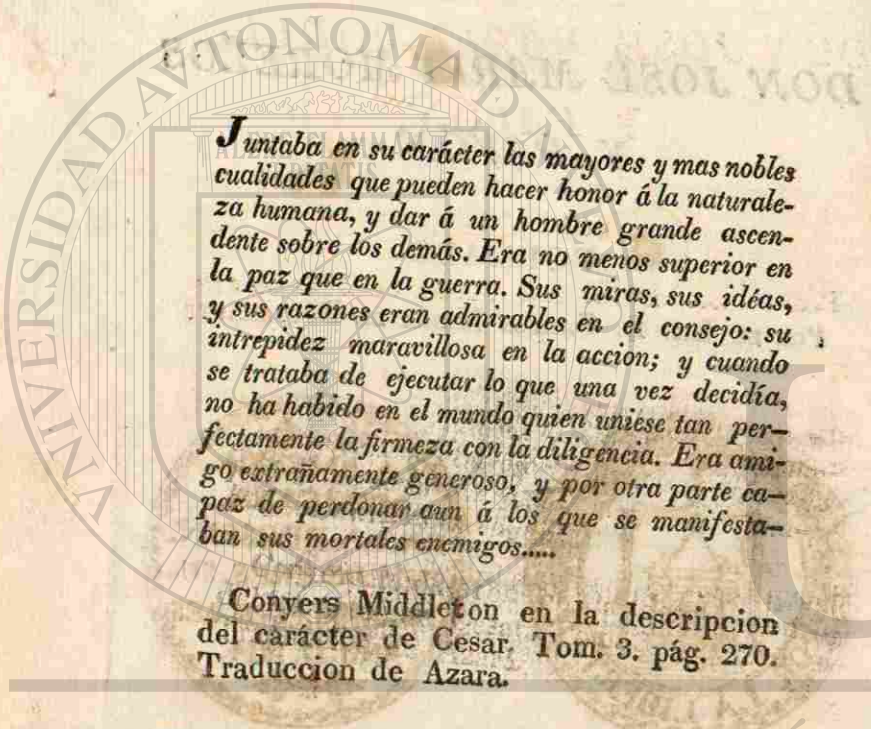 Juntaba en su carácter las mayores y mas nobles
cualidades que pueden hacer honor á la naturale-
za humana, y dar á un hombre grande ascen-
dente sobre los demás. Era no menos superior en
la paz que en la guerra. Sus miras, sus idéas,
y sus razones eran admirables en el consejo: su
intrepidez maravillosa en la accion; y cuando
se trataba de ejecutar lo que una vez decidía,
no ha habido en el mundo quien uniese tan per-
fectamente la firmeza con la diligencia. Era ami-
go extrañamente generoso, y por otra parte ca-
paz de perdonar aun á los que se manifesta-
ban sus mortales enemigos.....
Conyers Middleton en la descripcion
del carácter de Cesar. Tom. 3. pág. 270.
Traduccion de Azara.
UNIVERSIDAD AUTONOMA DE
ALERE FLAMMAM
VERITATIS
U